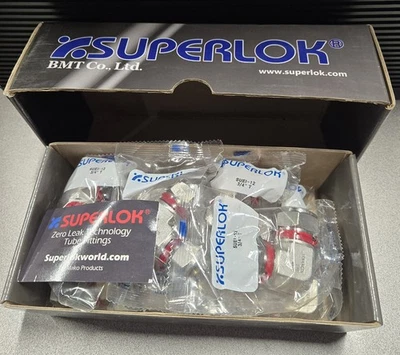 SUPERLOK®
BMT Co., Ltd.
www.superlok.com
SUPERLOK
SUPERLOK
SUPERLOK
SUPERLOK
SUPERLOK®
Zero Leak Technology
Tube Fittings
Superlokworld.com
Products